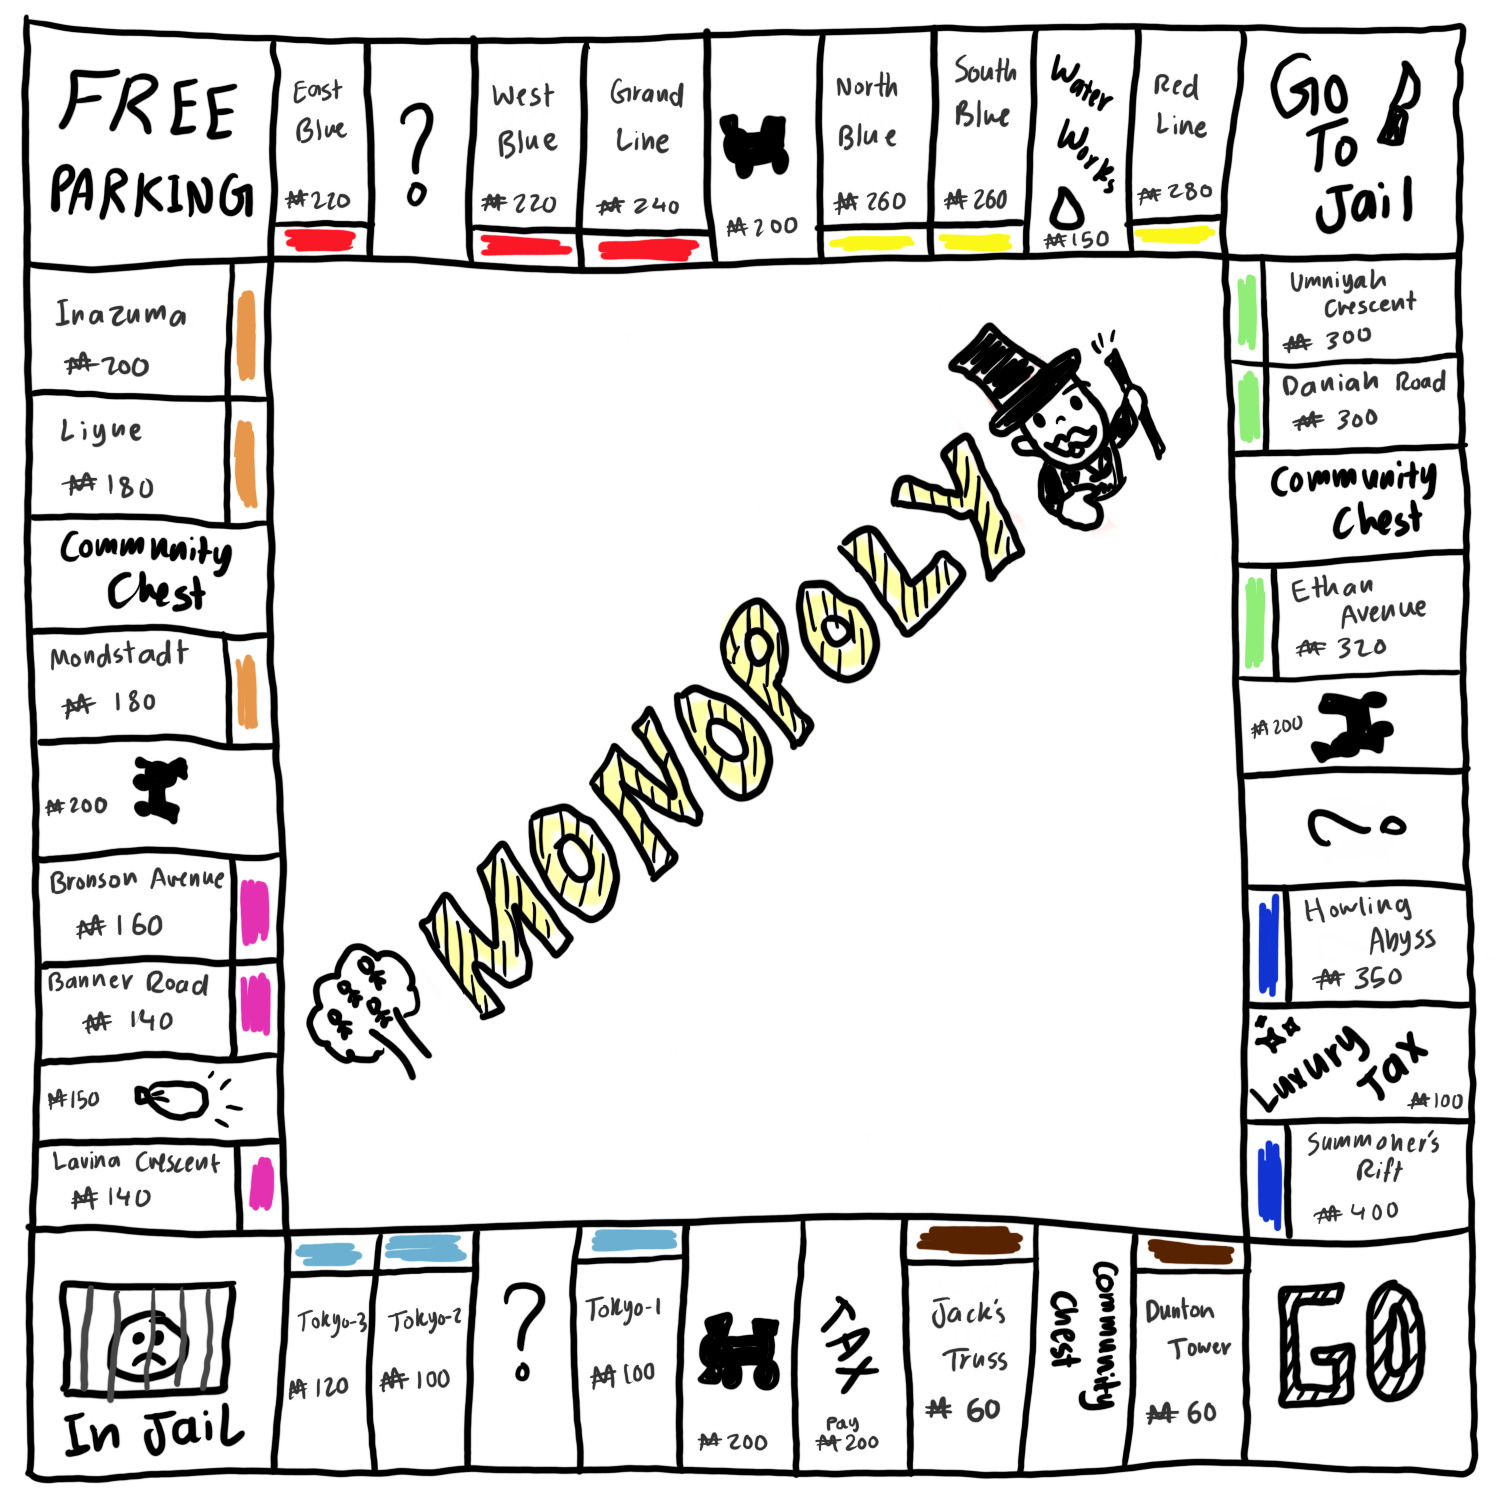 FREE
PARKING
East
Blue
₩220
?
West
Blue
₩220
Grand
Line
₩240
₩200
North
Blue
₩260
South
Blue
₩260
Water
Works
₩150
Red
Line
₩280
GO
To
Jail
Inazuma
₩200
Liyue
₩180
Community
Chest
Mondstadt
₩180
₩200
Bronson Avenue
₩160
Banner Road
₩140
₩150
Lavina Crescent
₩140
Umniyah
Crescent
₩300
Daniah Road
₩300
Community
Chest
Ethan
Avenue
₩320
₩200
?
Howling
Abyss
₩350
Luxury
Tax
₩100
Summoner's
Rift
₩400
MONOPOLY
In Jail
Tokyo-3
₩120
Tokyo-2
₩100
?
Tokyo-1
₩100
₩200
TAX
Pay
₩200
Jack's
Truss
₩60
Community
Chest
Dunton
Tower
₩60
GO